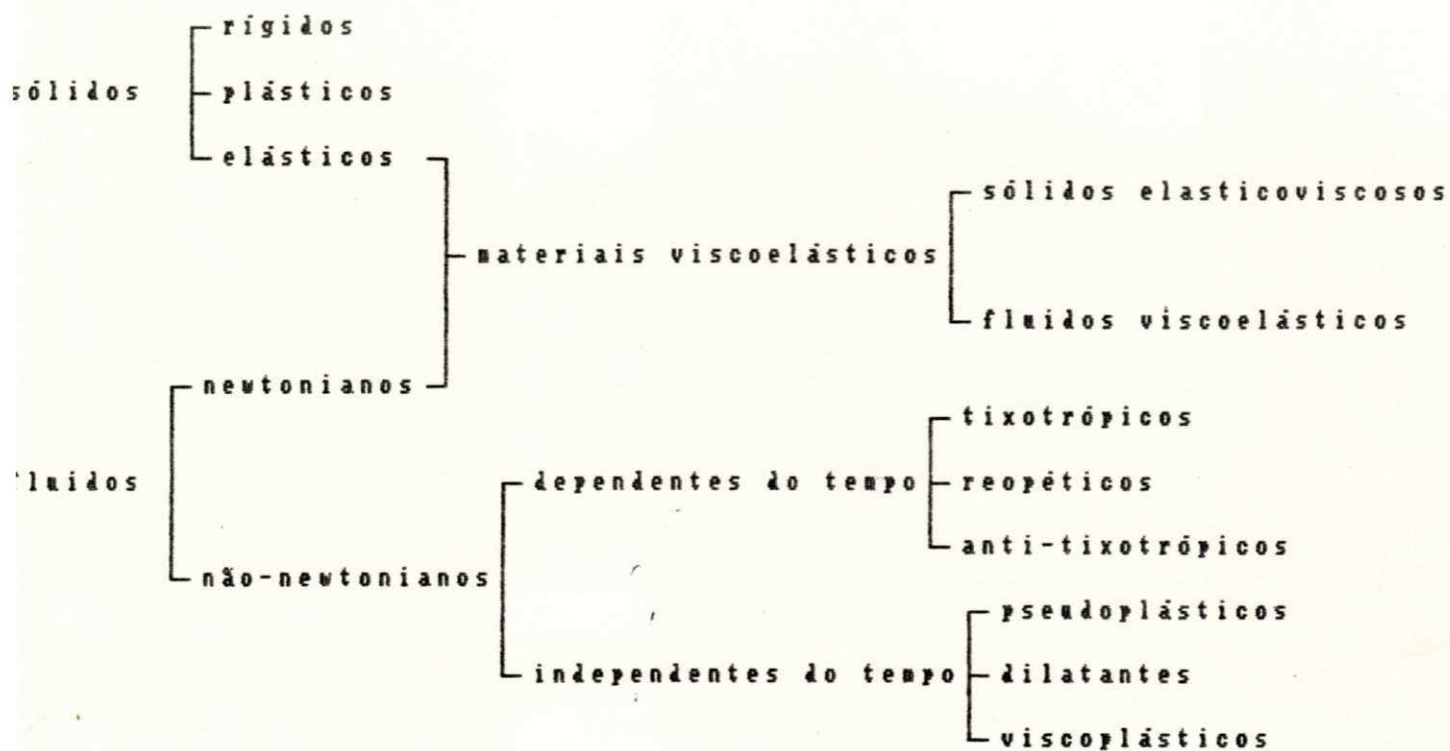 rígidos
sólidos
plásticos
elásticos
sólidos elasticoviscosos
materiais viscoelásticos
fluidos viscoelásticos
newtonianos
tixotrópicos
fluidos
dependentes do tempo
reopéticos
anti-tixotrópicos
não-newtonianos
pseudoplásticos
independentes do tempo
dilatantes
viscoplásticos